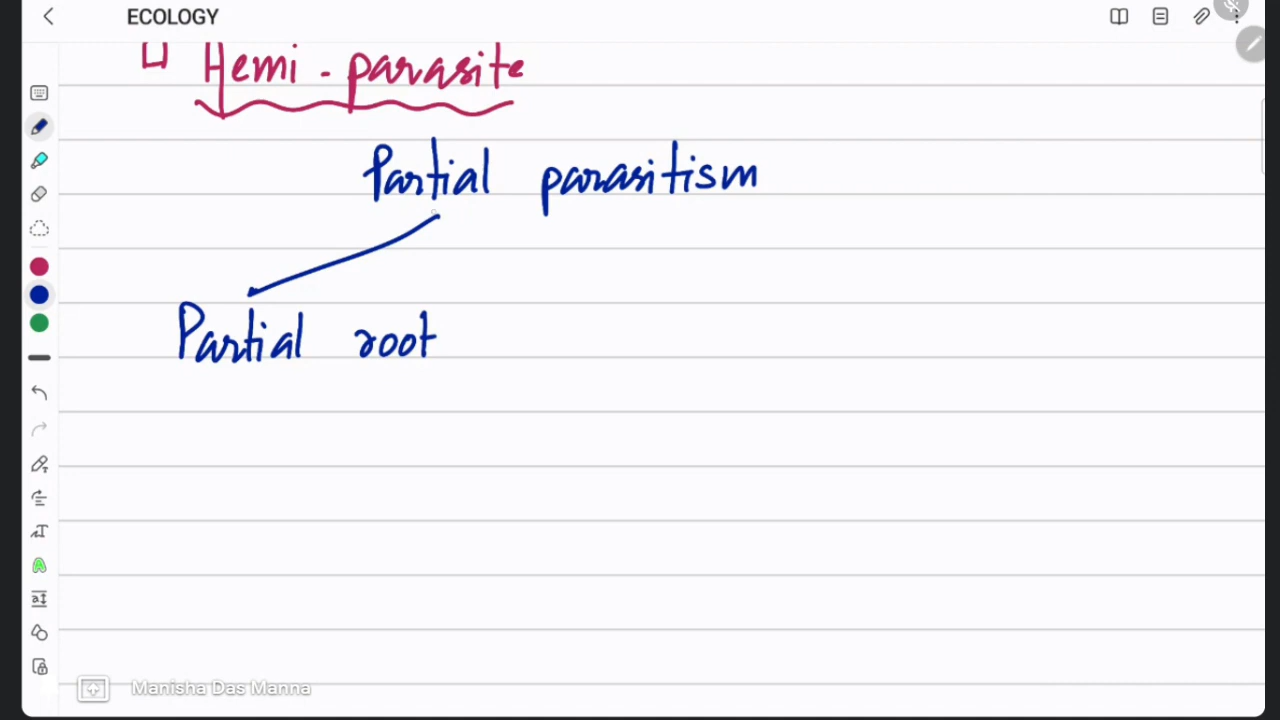 ECOLOGY
Hemi-parasite
Partial parasitism
Partial root
Manisha Das Manna